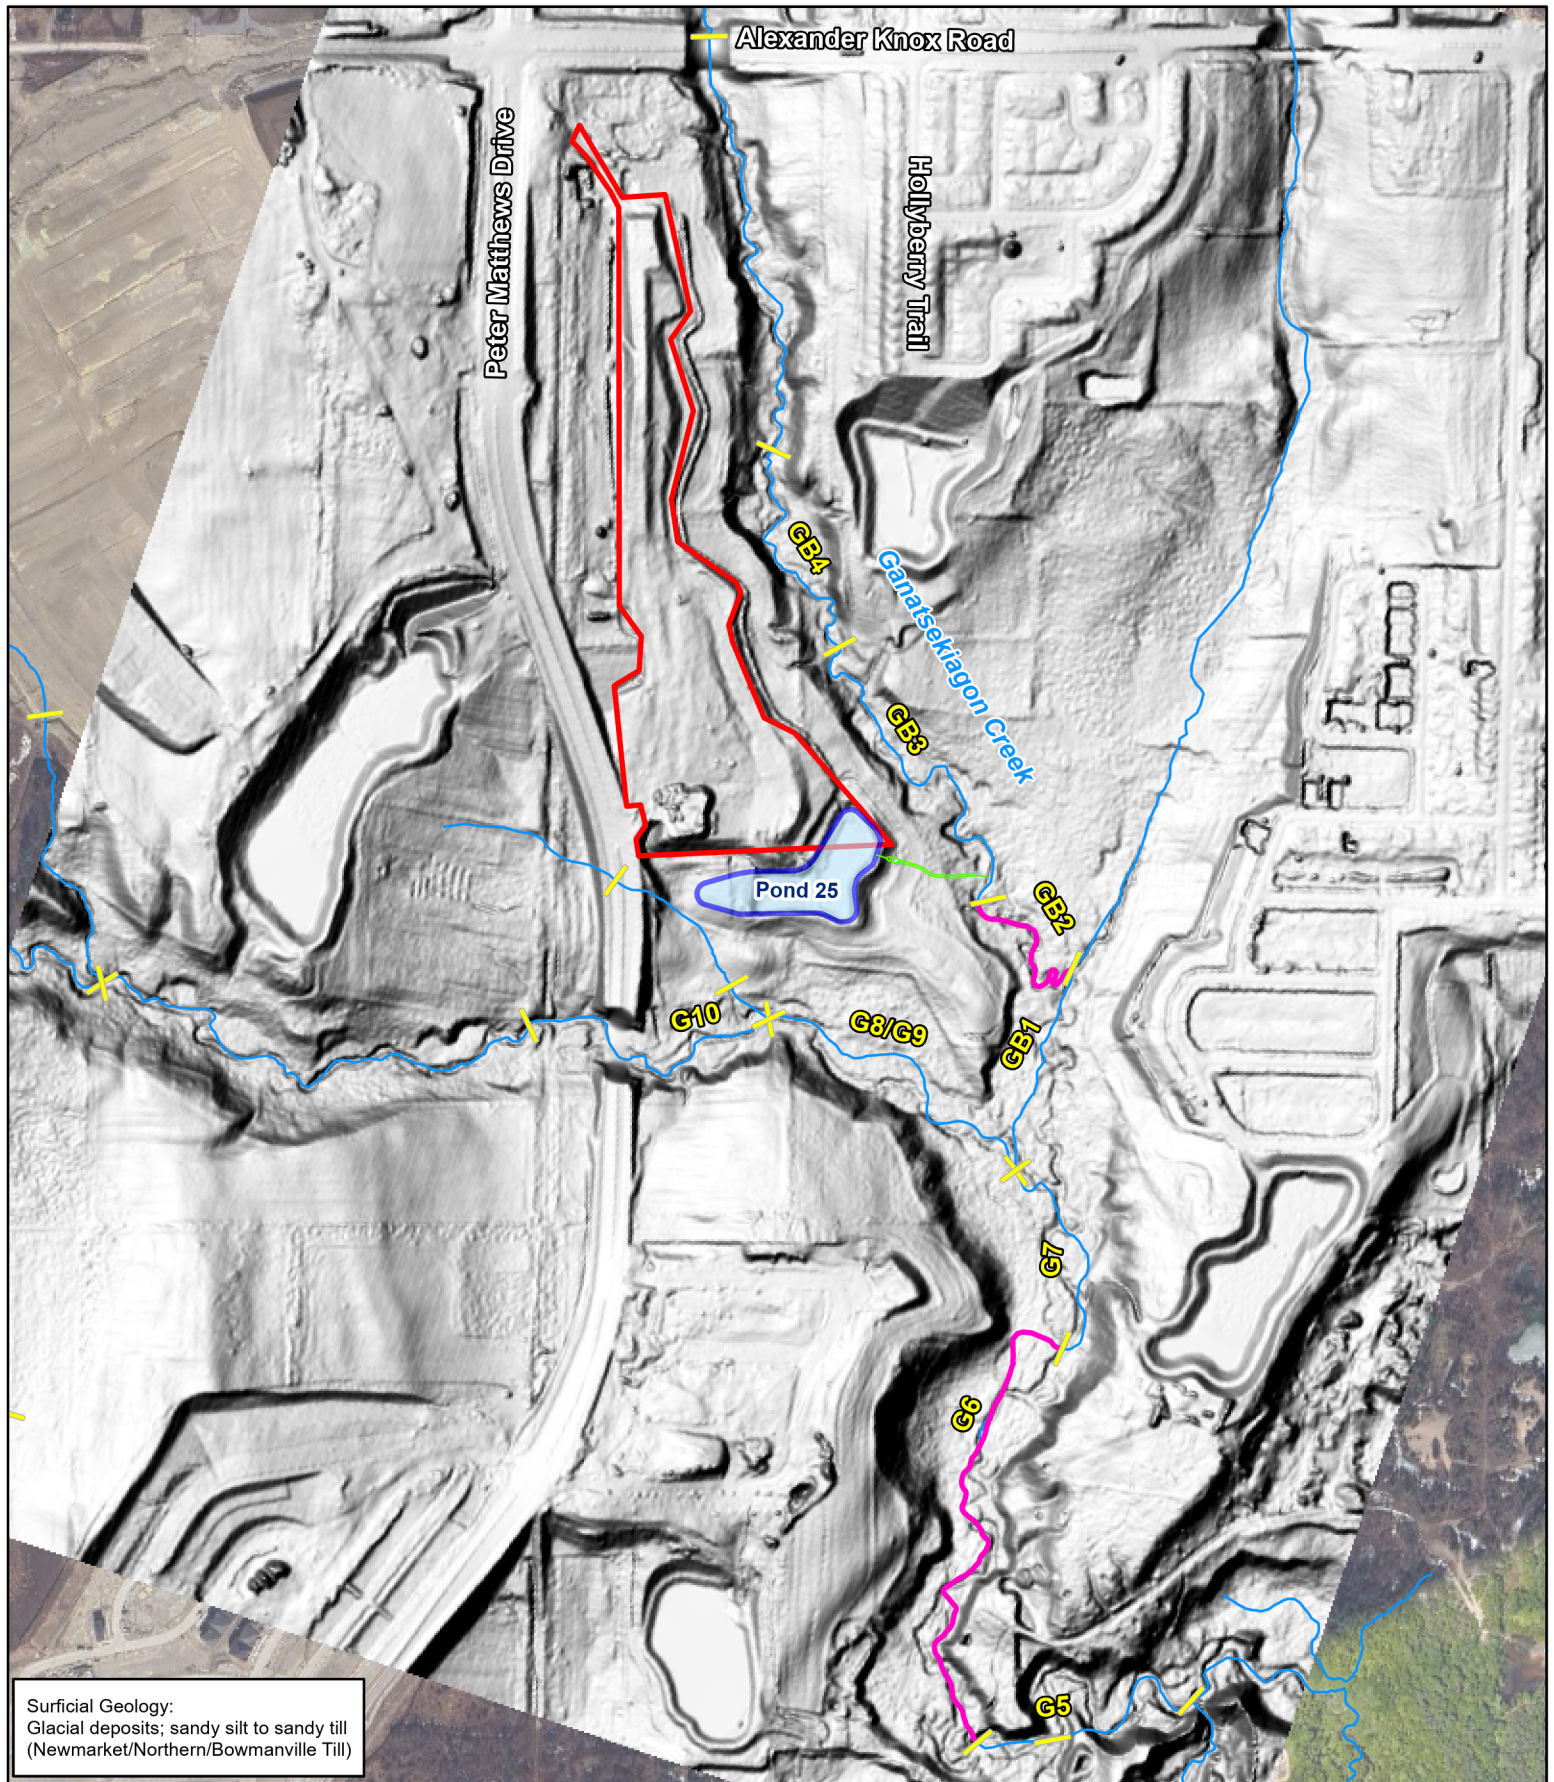 Alexander Knox Road
Peter Matthews Drive
Hollyberry Trail
GB4
Ganatsekiagon Creek
GB3
Pond 25
GB2
G10
G8/G9
GB1
G7
G6
G5
Surficial Geology:
Glacial deposits; sandy silt to sandy till
(Newmarket/Northern/Bowmanville Till)